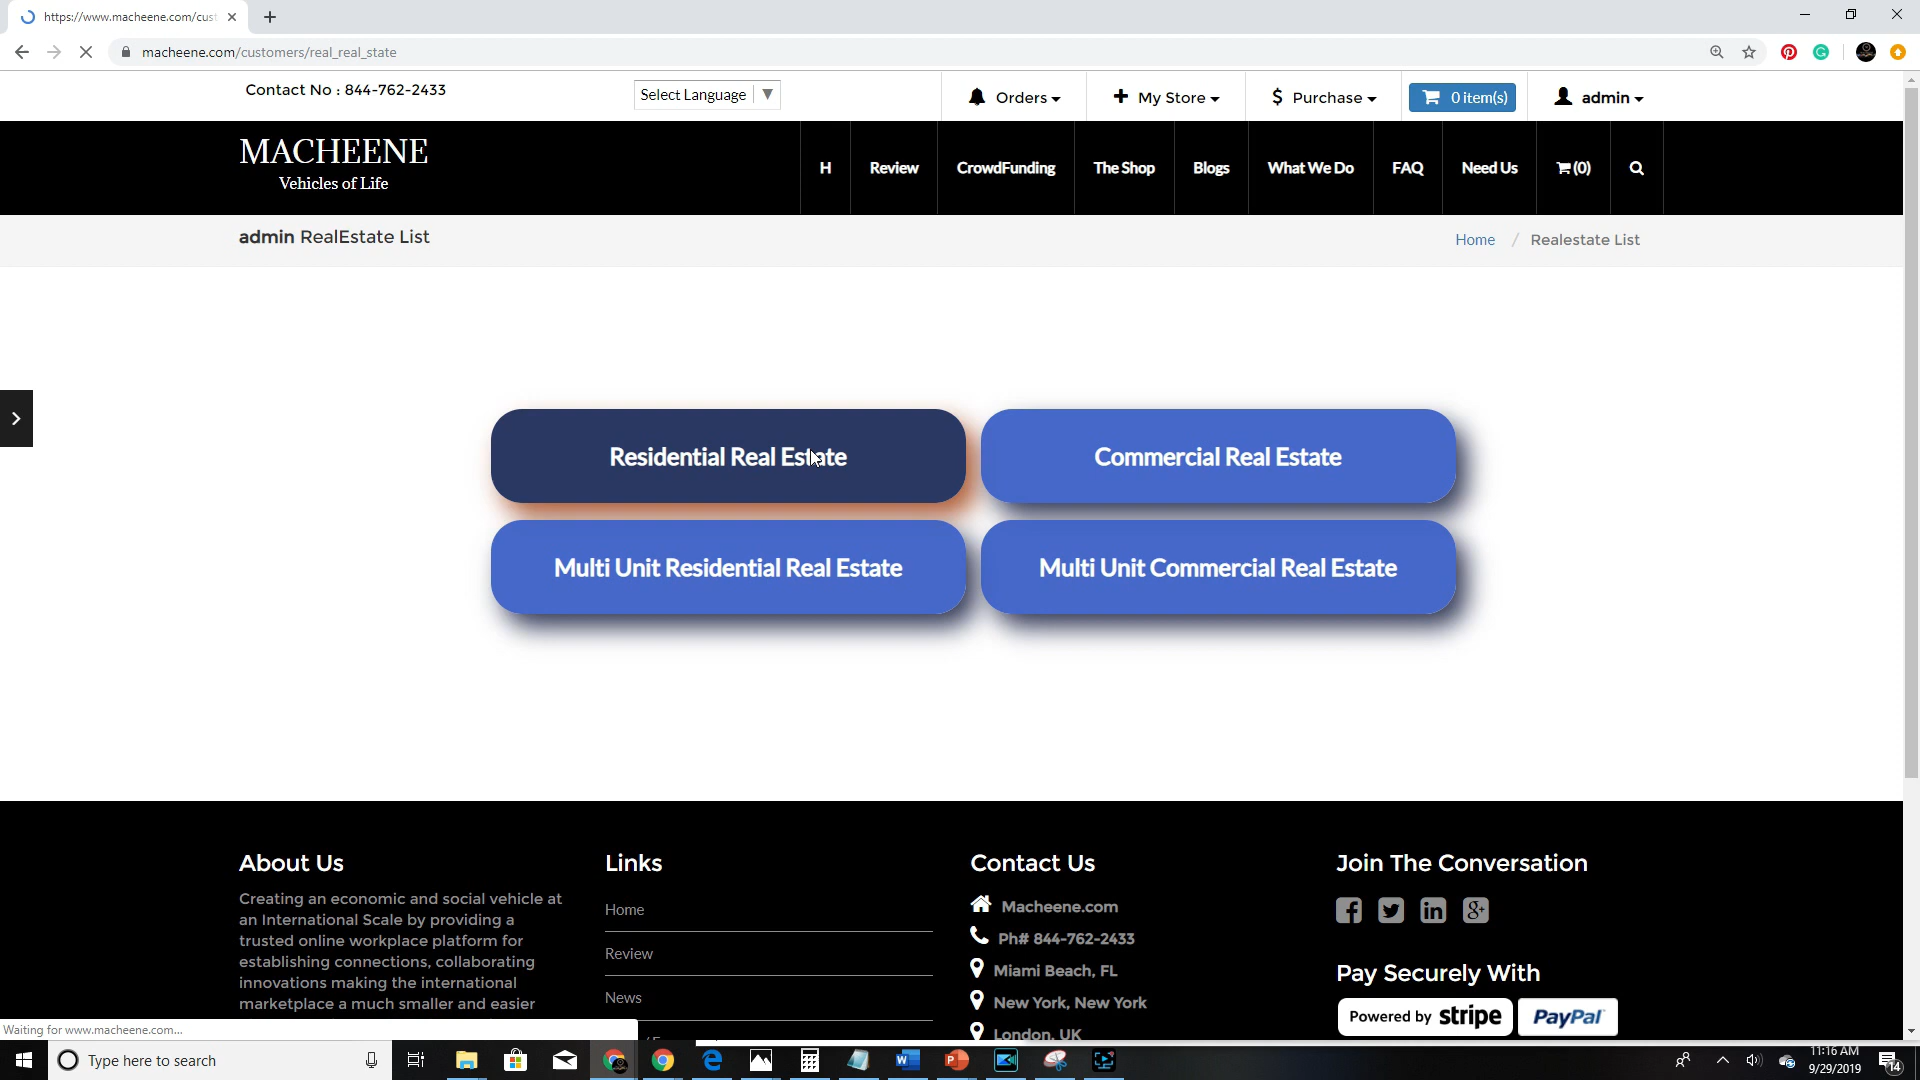 https://www.macheene.com/cust
macheene.com/customers/real_real_state
Contact No : 844-762-2433
Select Language ▼
Orders
My Store
$ Purchase
0 item(s)
admin
MACHEENE
Vehicles of Life
H
Review
CrowdFunding
The Shop
Blogs
What We Do
FAQ
Need Us
(0)
admin RealEstate List
Home / Realestate List
Residential Real Estate
Commercial Real Estate
Multi Unit Residential Real Estate
Multi Unit Commercial Real Estate
About Us
Creating an economic and social vehicle at
an International Scale by providing a
trusted online workplace platform for
establishing connections, collaborating
innovations making the international
marketplace a much smaller and easier
Links
Home
Review
News
Contact Us
Macheene.com
Ph# 844-762-2433
Miami Beach, FL
New York, New York
London, UK
Join The Conversation
Pay Securely With
Powered by stripe
PayPal
Waiting for www.macheene.com...
Type here to search
11:16 AM
9/29/2019
14